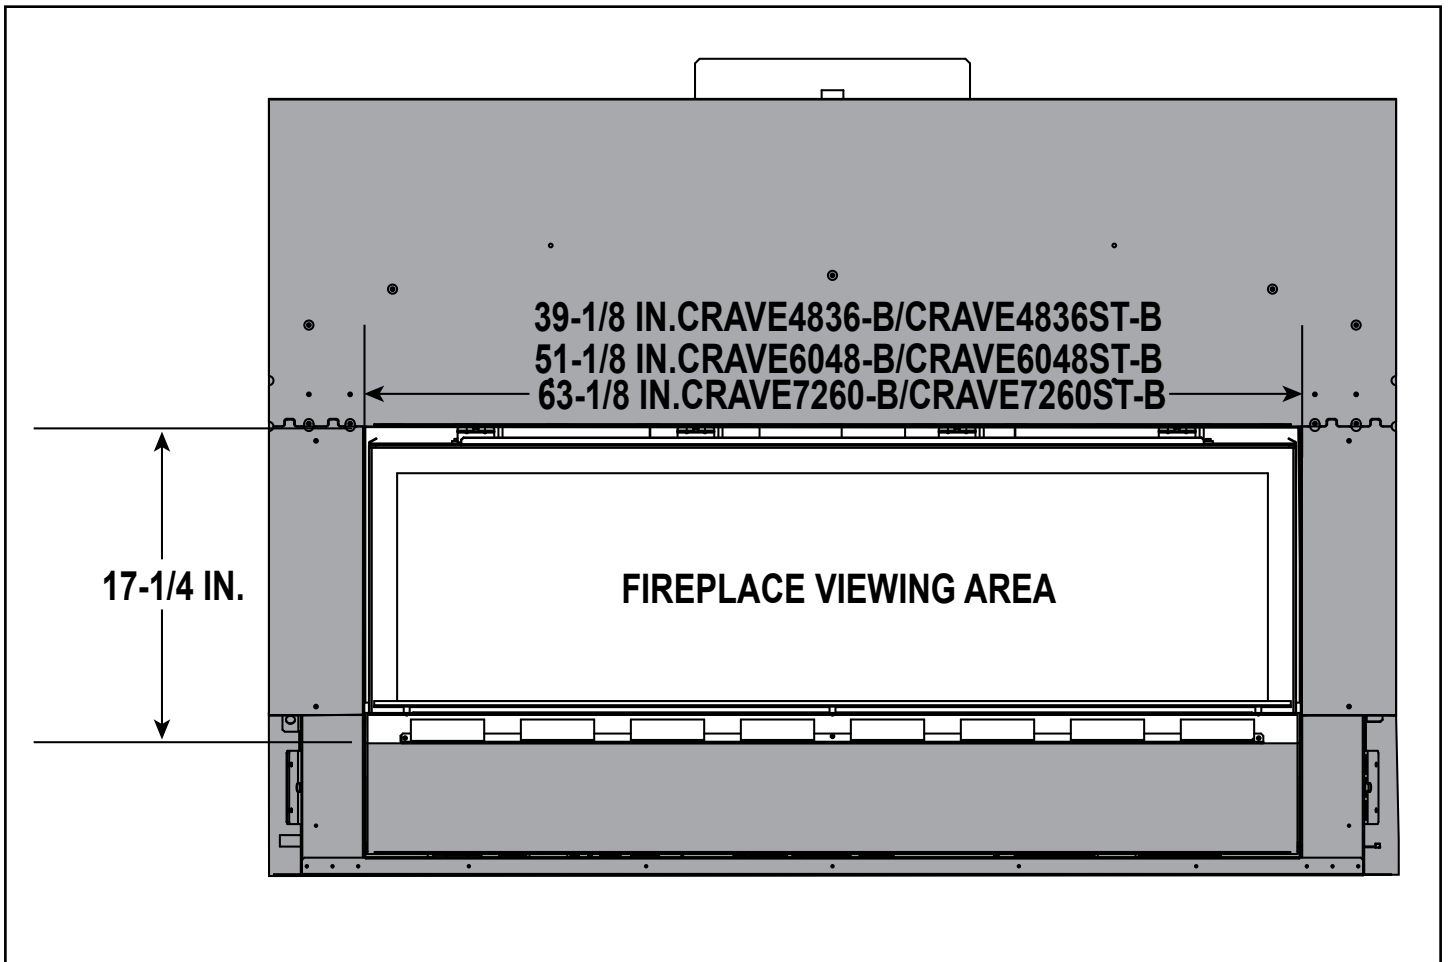 39-1/8 IN.CRAVE4836-B/CRAVE4836ST-B
51-1/8 IN.CRAVE6048-B/CRAVE6048ST-B
63-1/8 IN.CRAVE7260-B/CRAVE7260ST-B
17-1/4 IN.
FIREPLACE VIEWING AREA